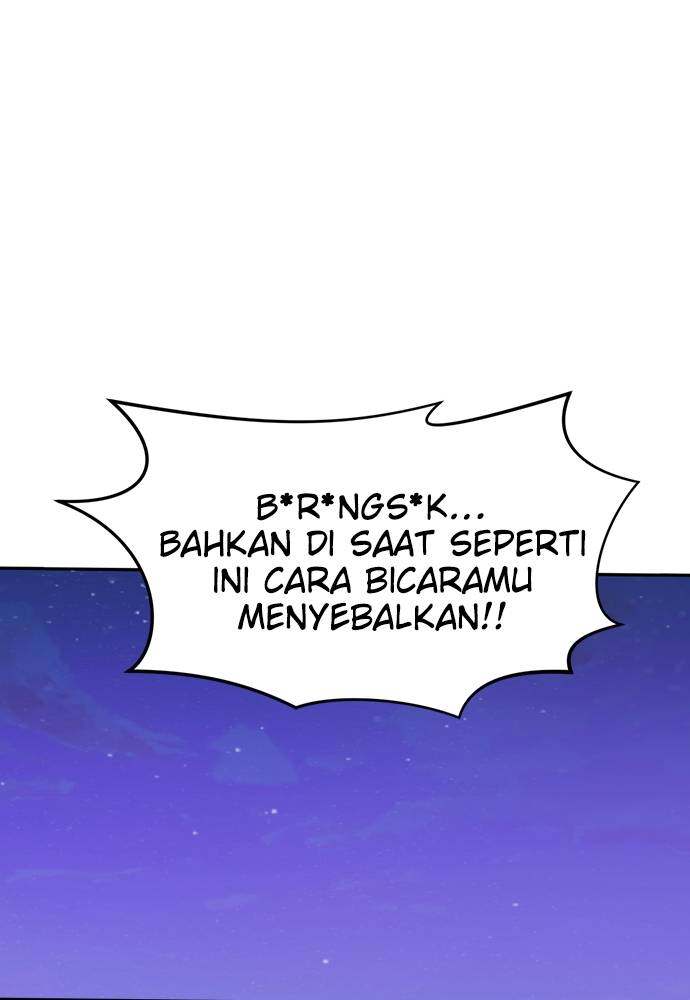 B*R*NGS*K...
BAHKAN DI SAAT SEPERTI
INI CARA BICARAMU
MENYEBALKAN!!